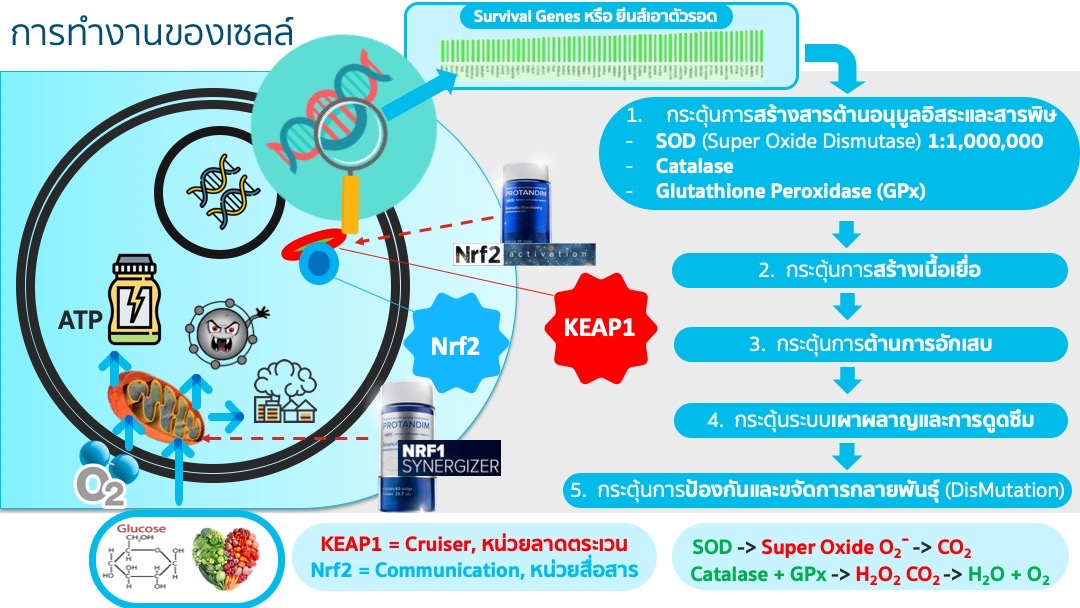 การทำงานของเซลล์
Survival Genes หรือ ยีนส์เอาตัวรอด
1. กระตุ้นการสร้างสารต้านอนุมูลอิสระและสารพิษ
- SOD (Super Oxide Dismutase) 1:1,000,000
- Catalase
- Glutathione Peroxidase (GPx)
2. กระตุ้นการสร้างเนื้อเยื่อ
3. กระตุ้นการต้านการอักเสบ
4. กระตุ้นระบบเผาผลาญและการดูดซึม
5. กระตุ้นการป้องกันและขจัดการกลายพันธุ์ (DisMutation)
PROTANDIM
Nrf2 activation
KEAP1
Nrf2
ATP
PROTANDIM
NRF1
SYNERGIZER
O2
Glucose
CH2OH
H
O
OH
H
HO
OH
H
OH
KEAP1 = Cruiser, หน่วยลาดตระเวน
Nrf2 = Communication, หน่วยสื่อสาร
SOD -> Super Oxide O2⁻ -> CO2
Catalase + GPx -> H2O2 CO2 -> H2O + O2